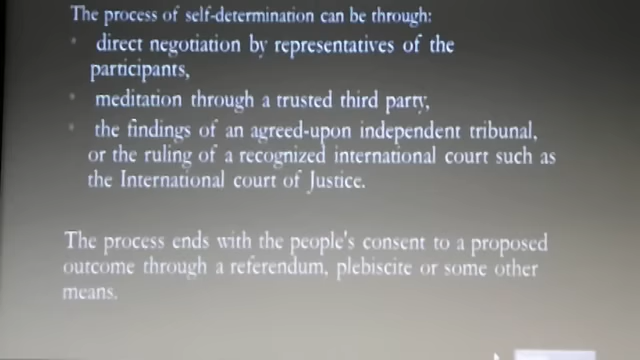 The process of self-determination can be through:
direct negotiation by representatives of the
participants,
meditation through a trusted third party,
the findings of an agreed-upon independent tribunal,
or the ruling of a recognized international court such as
the International court of Justice.
The process ends with the people's consent to a proposed
outcome through a referendum, plebiscite or some other
means.